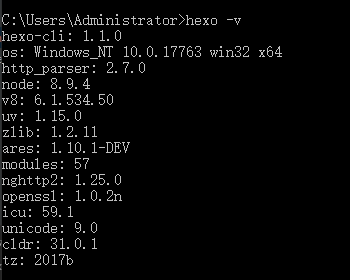 C:\Users\Administrator>hexo -v
hexo-cli: 1.1.0
os: Windows_NT 10.0.17763 win32 x64
http_parser: 2.7.0
node: 8.9.4
v8: 6.1.534.50
uv: 1.15.0
zlib: 1.2.11
ares: 1.10.1-DEV
modules: 57
nghttp2: 1.25.0
openssl: 1.0.2n
icu: 59.1
unicode: 9.0
cldr: 31.0.1
tz: 2017b